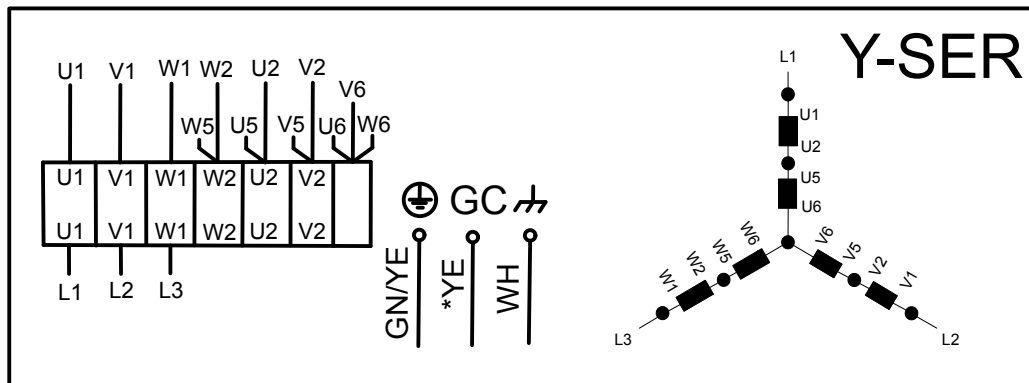 Y-SER
U1 V1 W1 W2 U2 V2 V6
W5 U5 V5 U6 W6
U1 V1 W1 W2 U2 V2
U1 V1 W1 W2 U2 V2
L1 L2 L3
GC
GN/YE
*YE
WH
L1
U1
U2
U5
U6
W1 W2 W5 W6
V6 V5 V2 V1
L3
L2